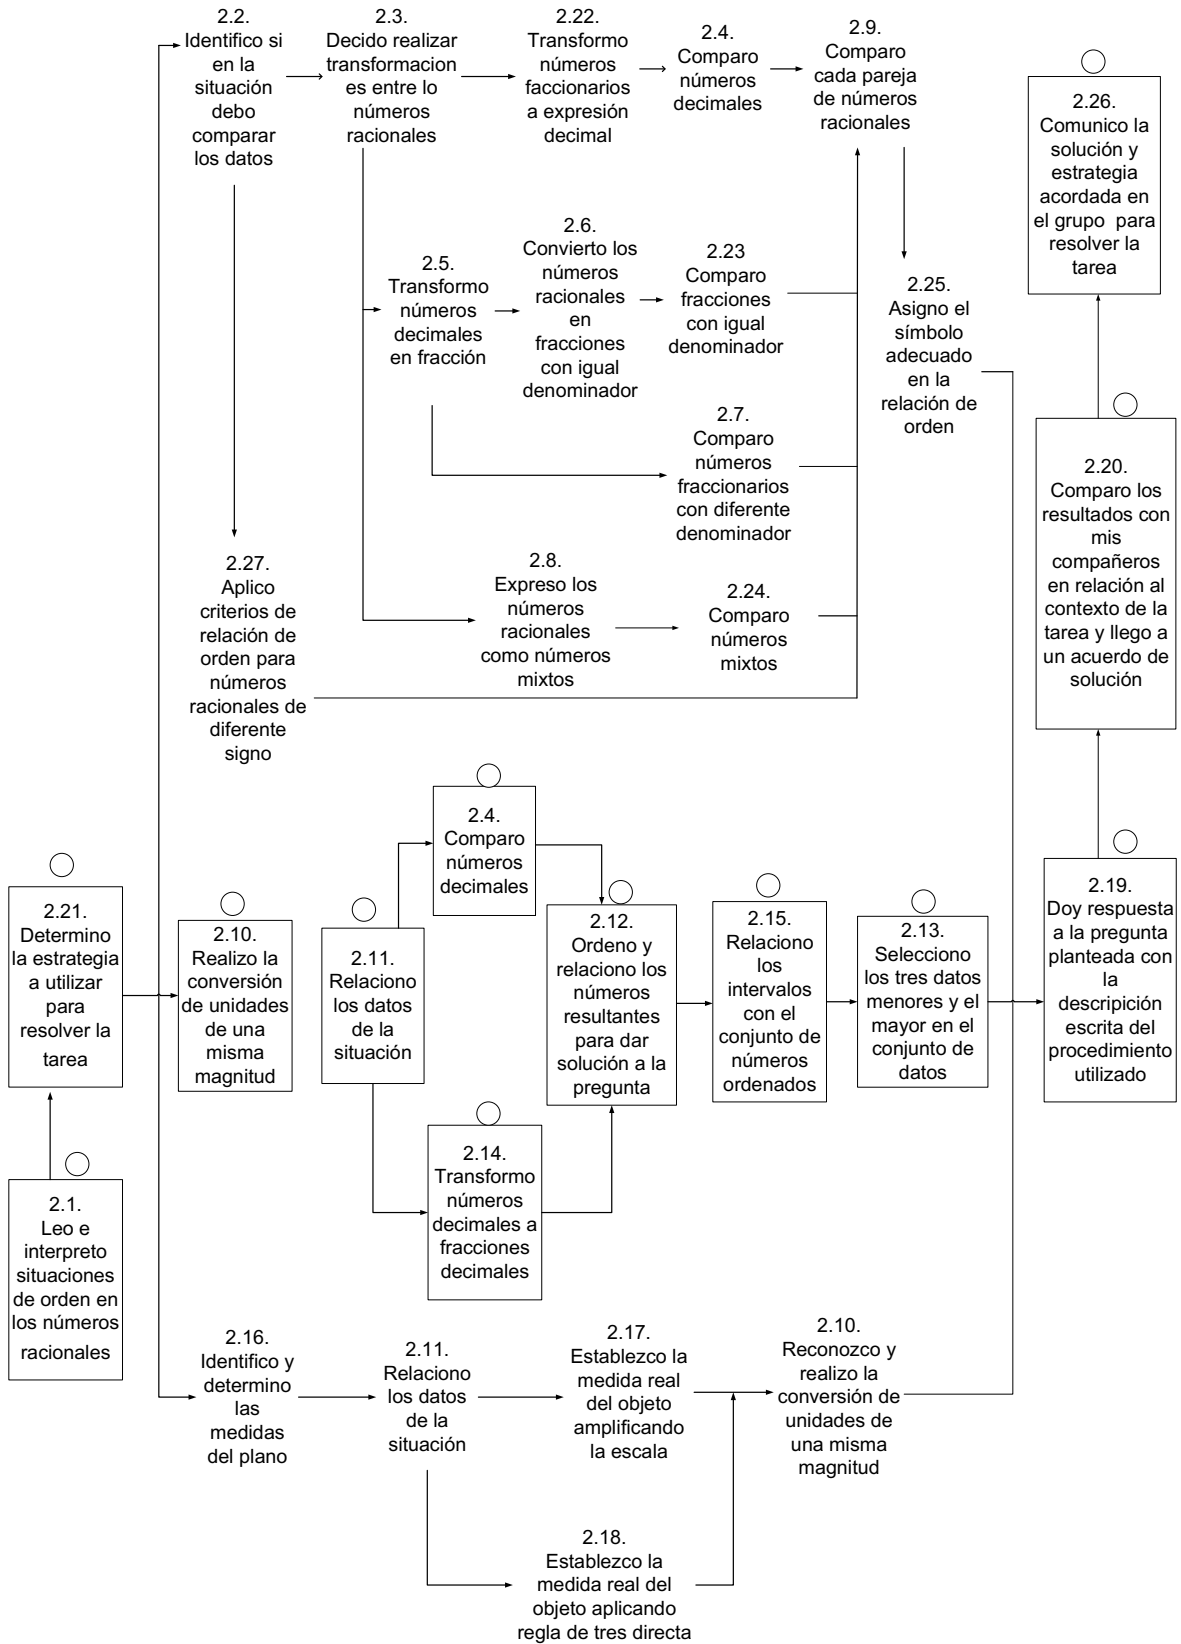 2.2.
Identifico si
en la
situación
debo
comparar
los datos
2.3.
Decido realizar
transformacion
es entre lo
números
racionales
2.22.
Transformo
números
faccionarios
a expresión
decimal
2.4.
Comparo
números
decimales
2.9.
Comparo
cada pareja
de números
racionales
2.26.
Comunico la
solución y
estrategia
acordada en
el grupo para
resolver la
tarea
2.5.
Transformo
números
decimales
en fracción
2.6.
Convierto los
números
racionales
en
fracciones
con igual
denominador
2.23
Comparo
fracciones
con igual
denominador
2.25.
Asigno el
símbolo
adecuado
en la
relación de
orden
2.7.
Comparo
números
fraccionarios
con diferente
denominador
2.20.
Comparo los
resultados con
mis
compañeros
en relación al
contexto de la
tarea y llego a
un acuerdo de
solución
2.27.
Aplico
criterios de
relación de
orden para
números
racionales de
diferente
signo
2.8.
Expreso los
números
racionales
como números
mixtos
2.24.
Comparo
números
mixtos
2.4.
Comparo
números
decimales
2.21.
Determino
la estrategia
a utilizar
para
resolver la
tarea
2.10.
Realizo la
conversión
de unidades
de una
misma
magnitud
2.11.
Relaciono
los datos
de la
situación
2.12.
Ordeno y
relaciono los
números
resultantes
para dar
solución a la
pregunta
2.15.
Relaciono
los
intervalos
con el
conjunto de
números
ordenados
2.13.
Selecciono
los tres datos
menores y el
mayor en el
conjunto de
datos
2.19.
Doy respuesta
a la pregunta
planteada con
la
descripición
escrita del
procedimiento
utilizado
2.14.
Transformo
números
decimales a
fracciones
decimales
2.1.
Leo e
interpreto
situaciones
de orden en
los números
racionales
2.16.
Identifico y
determino
las
medidas
del plano
2.11.
Relaciono
los datos
de la
situación
2.17.
Establezco la
medida real
del objeto
amplificando
la escala
2.10.
Reconozco y
realizo la
conversión de
unidades de
una misma
magnitud
2.18.
Establezco la
medida real del
objeto aplicando
regla de tres directa